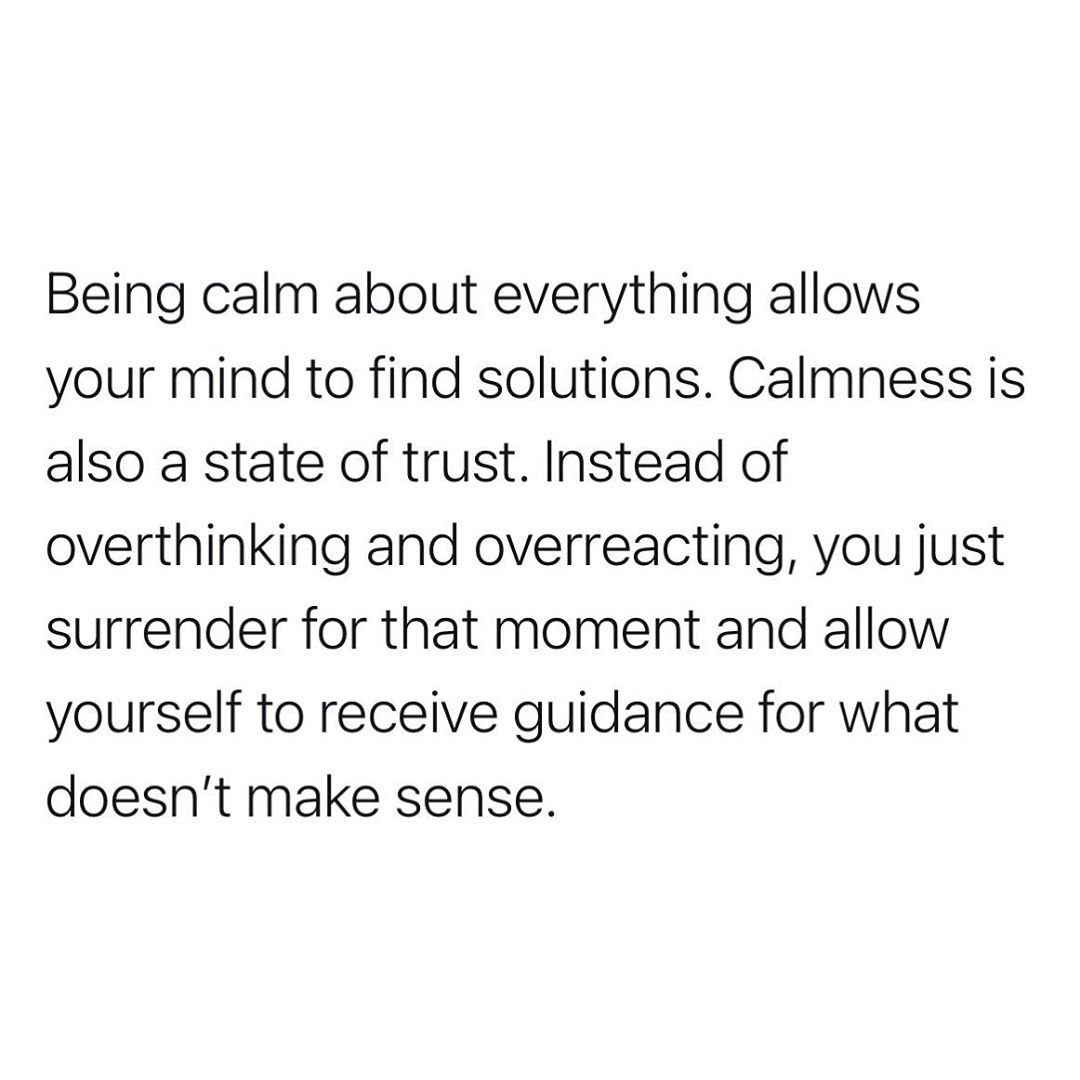 Being calm about everything allows
your mind to find solutions. Calmness is
also a state of trust. Instead of
overthinking and overreacting, you just
surrender for that moment and allow
yourself to receive guidance for what
doesn’t make sense.